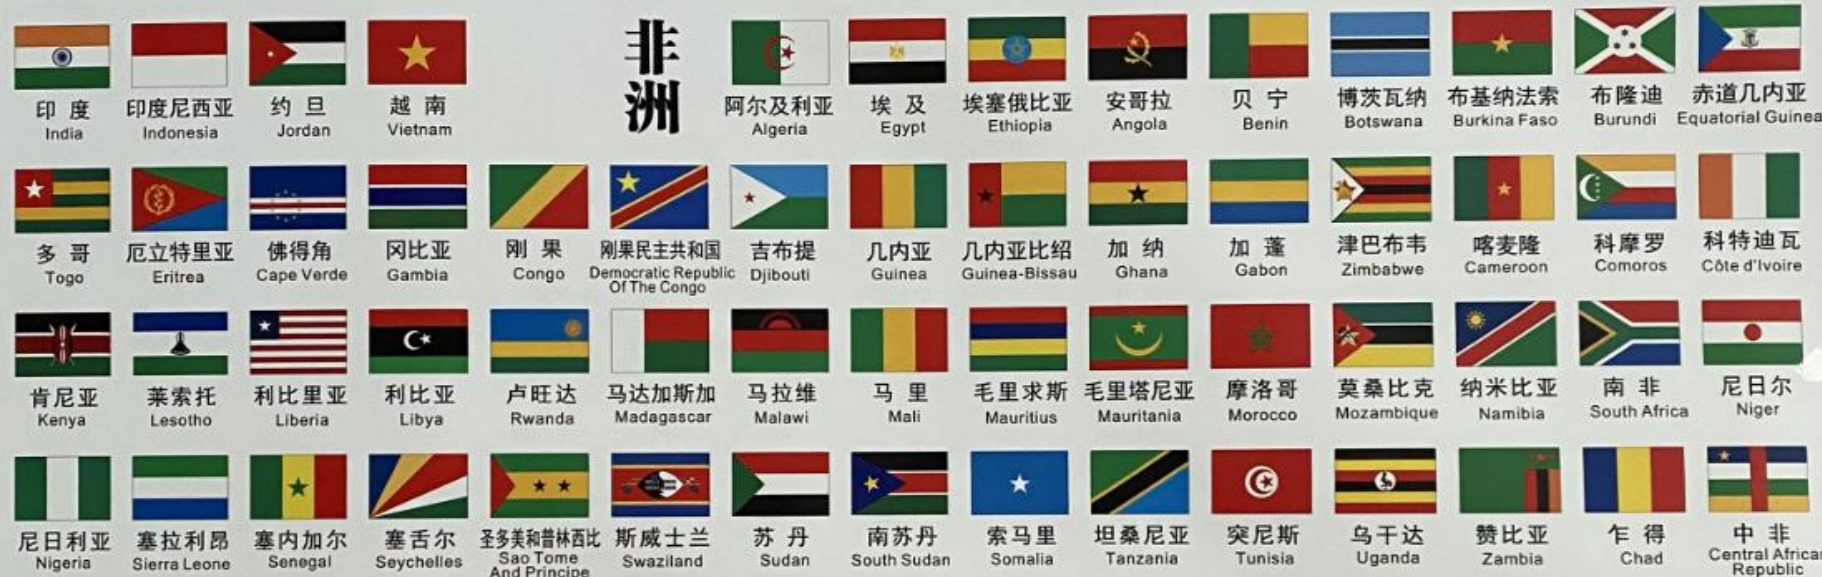 印度 印度尼西亚 约旦 越南
India Indonesia Jordan Vietnam
非洲
阿尔及利亚 埃及 埃塞俄比亚 安哥拉 贝宁 博茨瓦纳 布基纳法索 布隆迪 赤道几内亚
Algeria Egypt Ethiopia Angola Benin Botswana Burkina Faso Burundi Equatorial Guinea
多哥 厄立特里亚 佛得角 冈比亚 刚果 刚果民主共和国 吉布提 几内亚 几内亚比绍 加纳 加蓬 津巴布韦 喀麦隆 科摩罗 科特迪瓦
Togo Eritrea Cape Verde Gambia Congo Democratic Republic Of The Congo Djibouti Guinea Guinea-Bissau Ghana Gabon Zimbabwe Cameroon Comoros Côte d'Ivoire
肯尼亚 莱索托 利比里亚 利比亚 卢旺达 马达加斯加 马拉维 马里 毛里求斯 毛里塔尼亚 摩洛哥 莫桑比克 纳米比亚 南非 尼日尔
Kenya Lesotho Liberia Libya Rwanda Madagascar Malawi Mali Mauritius Mauritania Morocco Mozambique Namibia South Africa Niger
尼日利亚 塞拉利昂 塞内加尔 塞舌尔 圣多美和普林西比 斯威士兰 苏丹 南苏丹 索马里 坦桑尼亚 突尼斯 乌干达 赞比亚 乍得 中非
Nigeria Sierra Leone Senegal Seychelles Sao Tome And Principe Swaziland Sudan South Sudan Somalia Tanzania Tunisia Uganda Zambia Chad Central African Republic